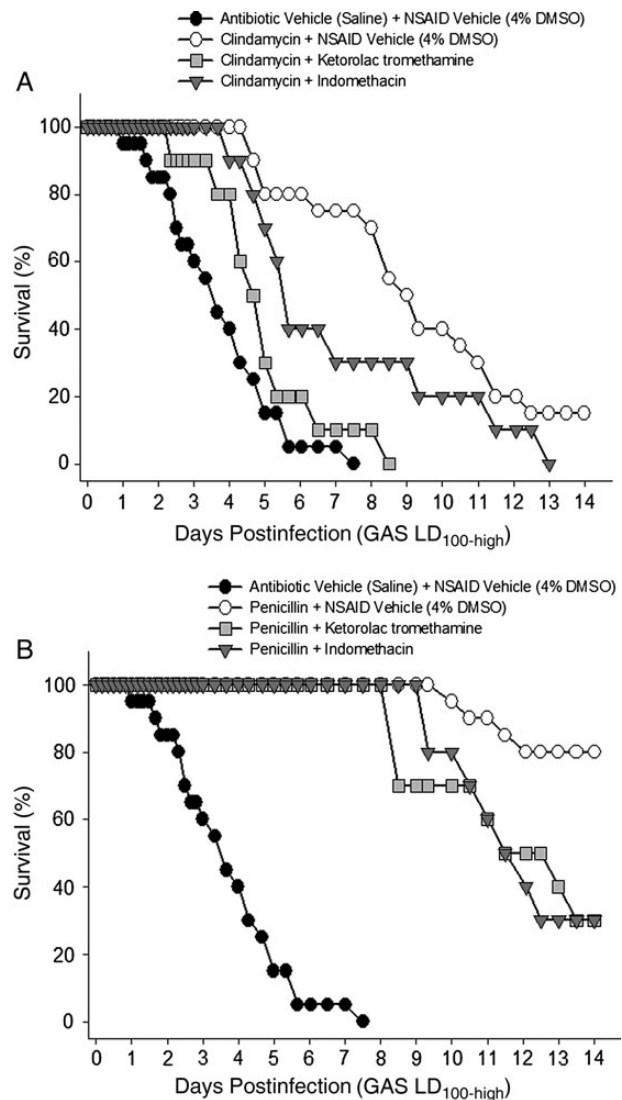 Antibiotic Vehicle (Saline) + NSAID Vehicle (4% DMSO)
Clindamycin + NSAID Vehicle (4% DMSO)
Clindamycin + Ketorolac tromethamine
Clindamycin + Indomethacin
A
100
80
60
40
20
0
Survival (%)
0 1 2 3 4 5 6 7 8 9 10 11 12 13 14
Days Postinfection (GAS LD100-high)
Antibiotic Vehicle (Saline) + NSAID Vehicle (4% DMSO)
Penicillin + NSAID Vehicle (4% DMSO)
Penicillin + Ketorolac tromethamine
Penicillin + Indomethacin
B
100
80
60
40
20
0
Survival (%)
0 1 2 3 4 5 6 7 8 9 10 11 12 13 14
Days Postinfection (GAS LD100-high)